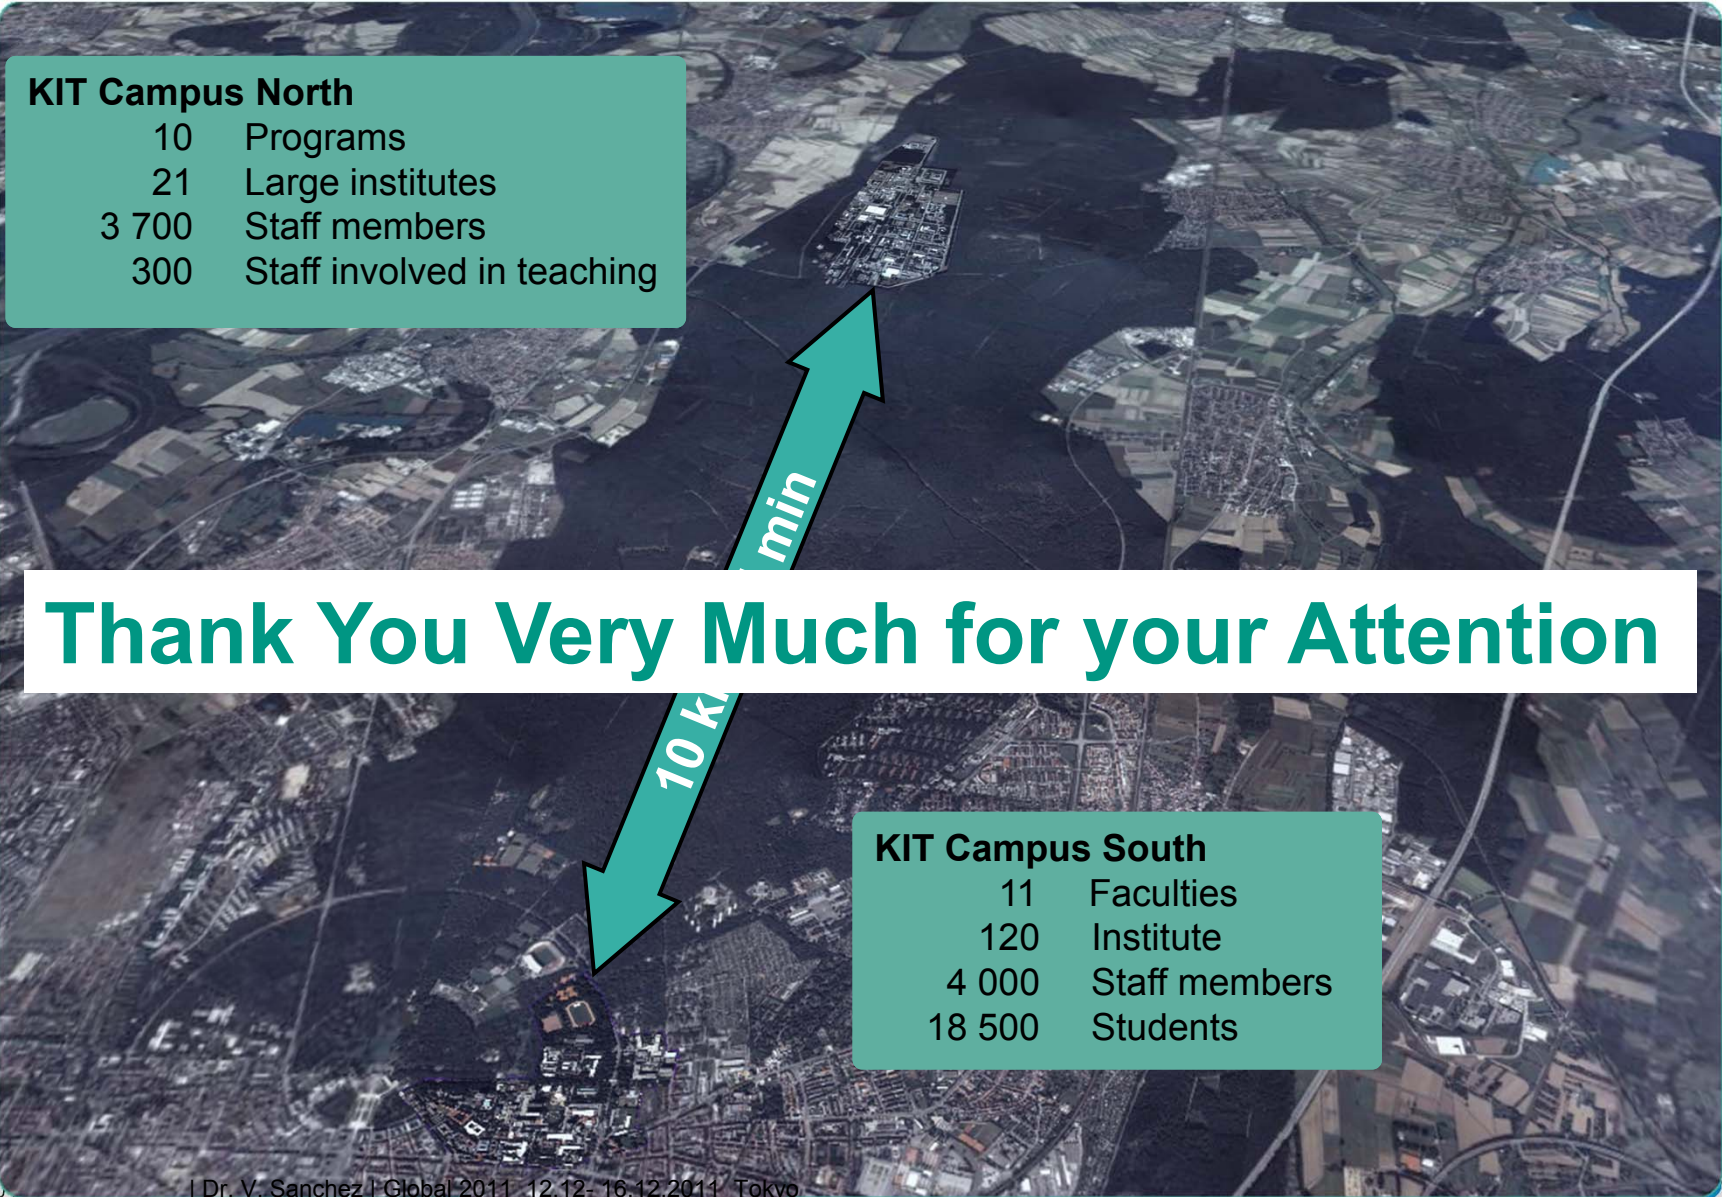 KIT Campus North
10 Programs
21 Large institutes
3 700 Staff members
300 Staff involved in teaching
min
Thank You Very Much for your Attention
10
KIT Campus South
11 Faculties
120 Institute
4 000 Staff members
18 500 Students
| Dr. V. Sanchez | Global 2011 12.12- 16.12.2011 Tokyo